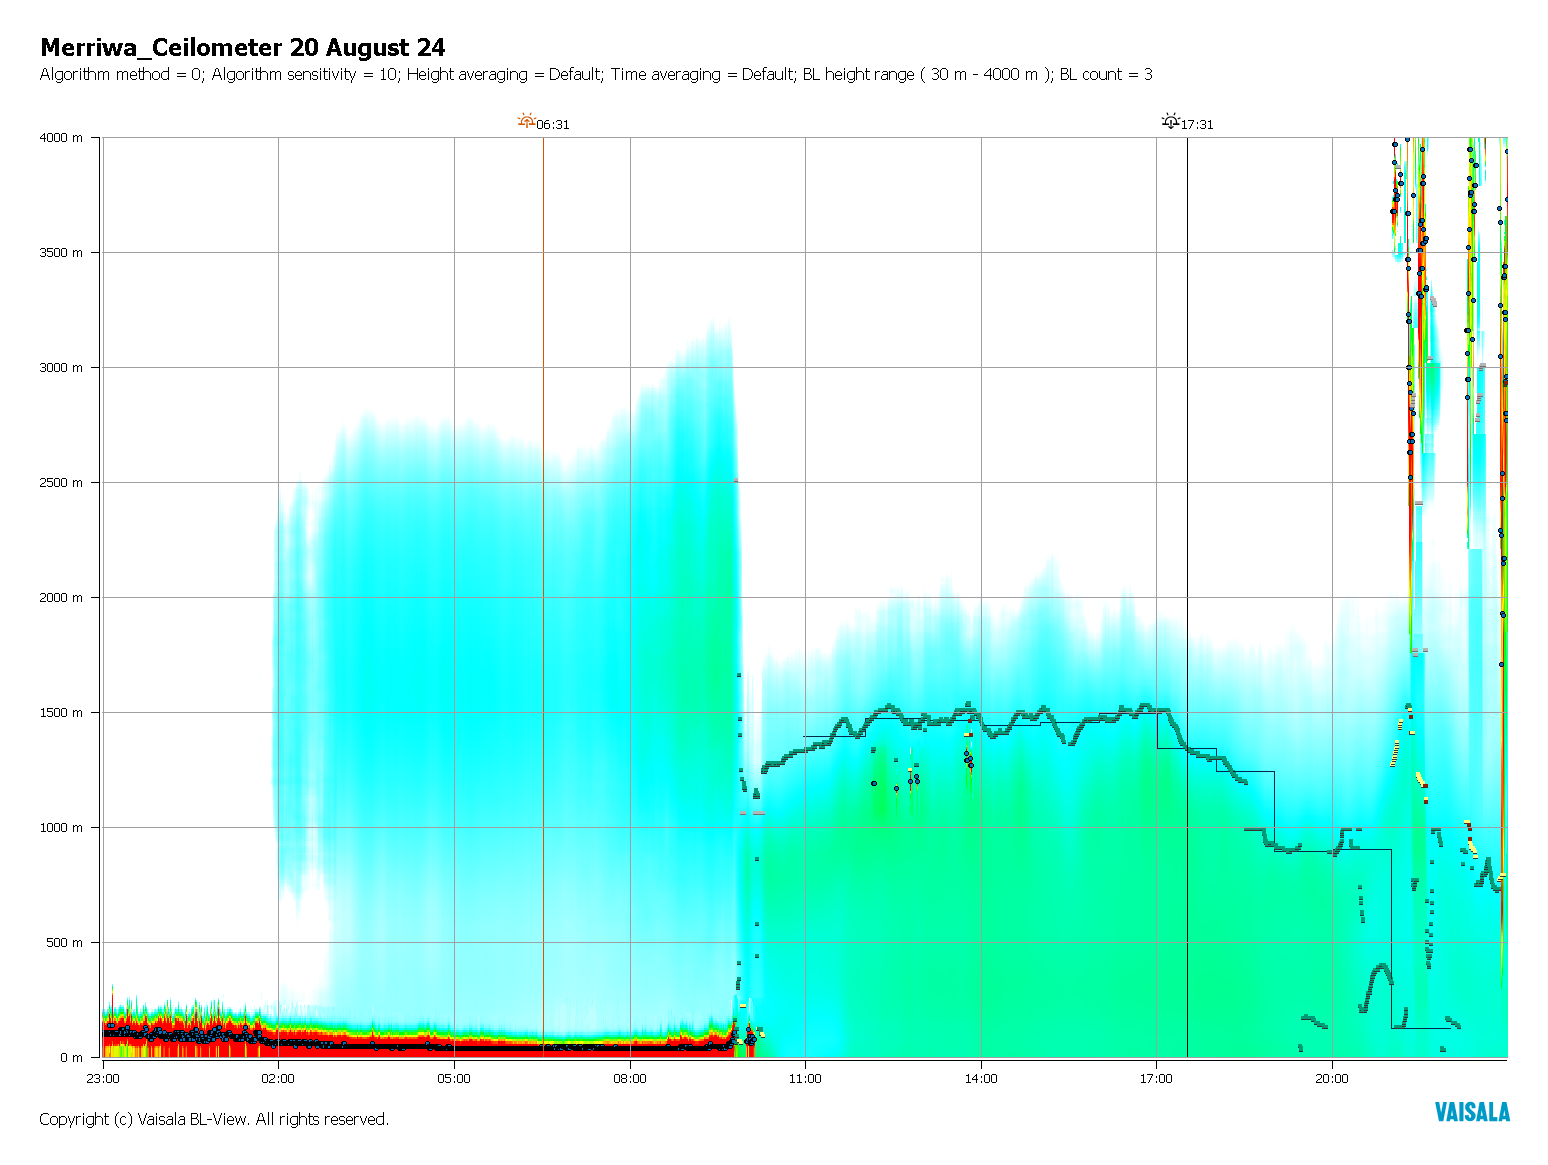 Merriwa_Ceilometer 20 August 24
Algorithm method = 0; Algorithm sensitivity = 10; Height averaging = Default; Time averaging = Default; BL height range ( 30 m - 4000 m ); BL count = 3
06:31
17:31
4000 m
3500 m
3000 m
2500 m
2000 m
1500 m
1000 m
500 m
0 m
23:00
02:00
05:00
08:00
11:00
14:00
17:00
20:00
Copyright (c) Vaisala BL-View. All rights reserved.
VAISALA